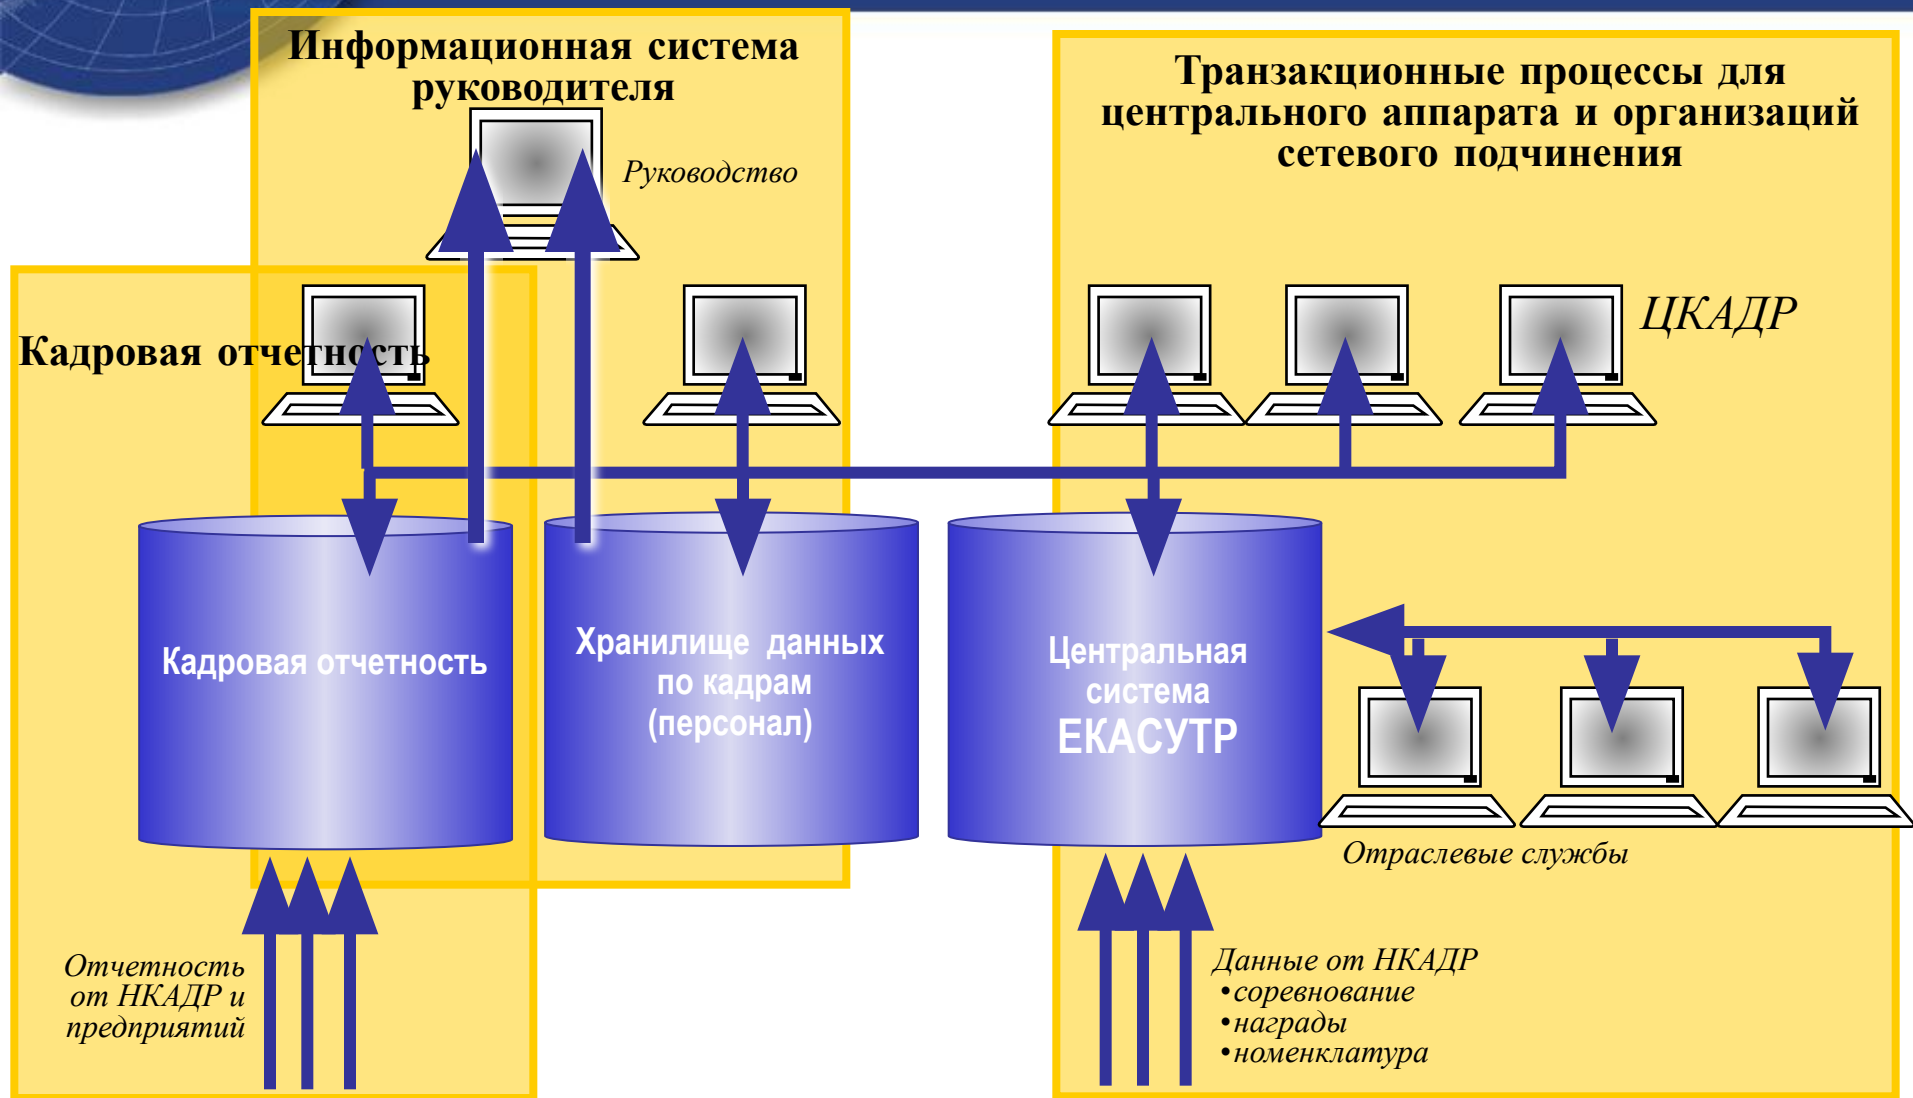 Информационная система
руководителя
Руководство
Транзакционные процессы для
центрального аппарата и организаций
сетевого подчинения
ЦКАДР
Кадровая отчетность
Кадровая отчетность
Хранилище данных
по кадрам
(персонал)
Центральная
система
ЕКАСУТР
Отраслевые службы
Отчетность
от НКАДР и
предприятий
Данные от НКАДР
•соревнование
•награды
•номенклатура